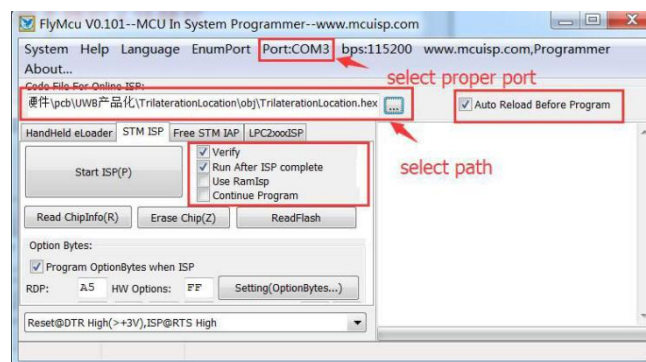 FlyMcu V0.101--MCU In System Programmer--www.mcuisp.com
System Help Language EnumPort Port:COM3 bps:115200 www.mcuisp.com,Programmer
About...
select proper port
Code File For Online ISP:
硬件\pcb\UWB产品化\TrilaterationLocation\obj\TrilaterationLocation.hex ... Auto Reload Before Program
HandHeld eLoader STM ISP Free STM IAP LPC2xxxISP
select path
Start ISP(P)
Verify
Run After ISP complete
Use RamIsp
Continue Program
Read ChipInfo(R) Erase Chip(Z) ReadFlash
Option Bytes:
Program OptionBytes when ISP
RDP: A5 HW Options: FF Setting(OptionBytes...)
Reset@DTR High(>+3V),ISP@RTS High